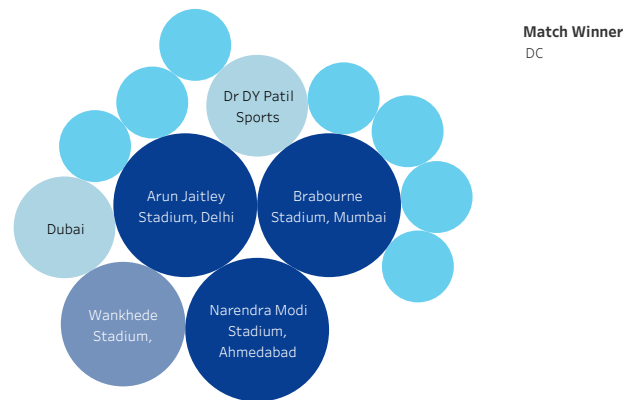 Match Winner
DC
Dr DY Patil
Sports
Arun Jaitley
Stadium, Delhi
Brabourne
Stadium, Mumbai
Dubai
Wankhede
Stadium,
Narendra Modi
Stadium,
Ahmedabad